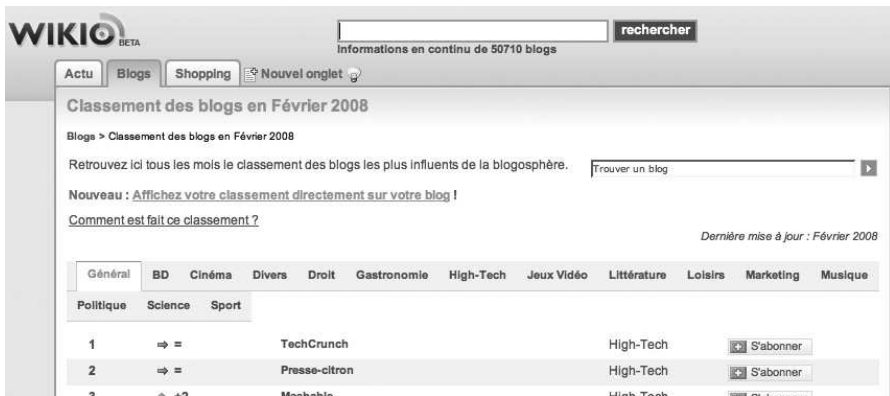 WIKIO BETA
rechercher
Informations en continu de 50710 blogs
Actu Blogs Shopping Nouvel onglet
Classement des blogs en Février 2008
Blogs > Classement des blogs en Février 2008
Retrouvez ici tous les mois le classement des blogs les plus influents de la blogosphère. Trouver un blog
Nouveau : Affichez votre classement directement sur votre blog !
Comment est fait ce classement ?
Dernière mise à jour : Février 2008
Général BD Cinéma Divers Droit Gastronomie High-Tech Jeux Vidéo Littérature Loisirs Marketing Musique
Politique Science Sport
1 ⇒ = TechCrunch High-Tech S'abonner
2 ⇒ = Presse-citron High-Tech S'abonner